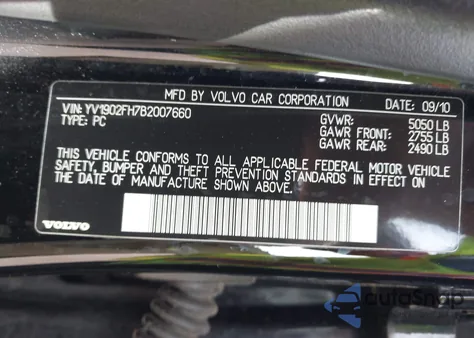 MFD BY VOLVO CAR CORPORATION DATE: 09/10
VIN: YV1902FH7B2007660 GVWR: 5050 LB
TYPE: PC GAWR FRONT: 2755 LB
GAWR REAR: 2490 LB
THIS VEHICLE CONFORMS TO ALL APPLICABLE FEDERAL MOTOR VEHICLE
SAFETY, BUMPER AND THEFT PREVENTION STANDARDS IN EFFECT ON
THE DATE OF MANUFACTURE SHOWN ABOVE.
VOLVO
autoSnap